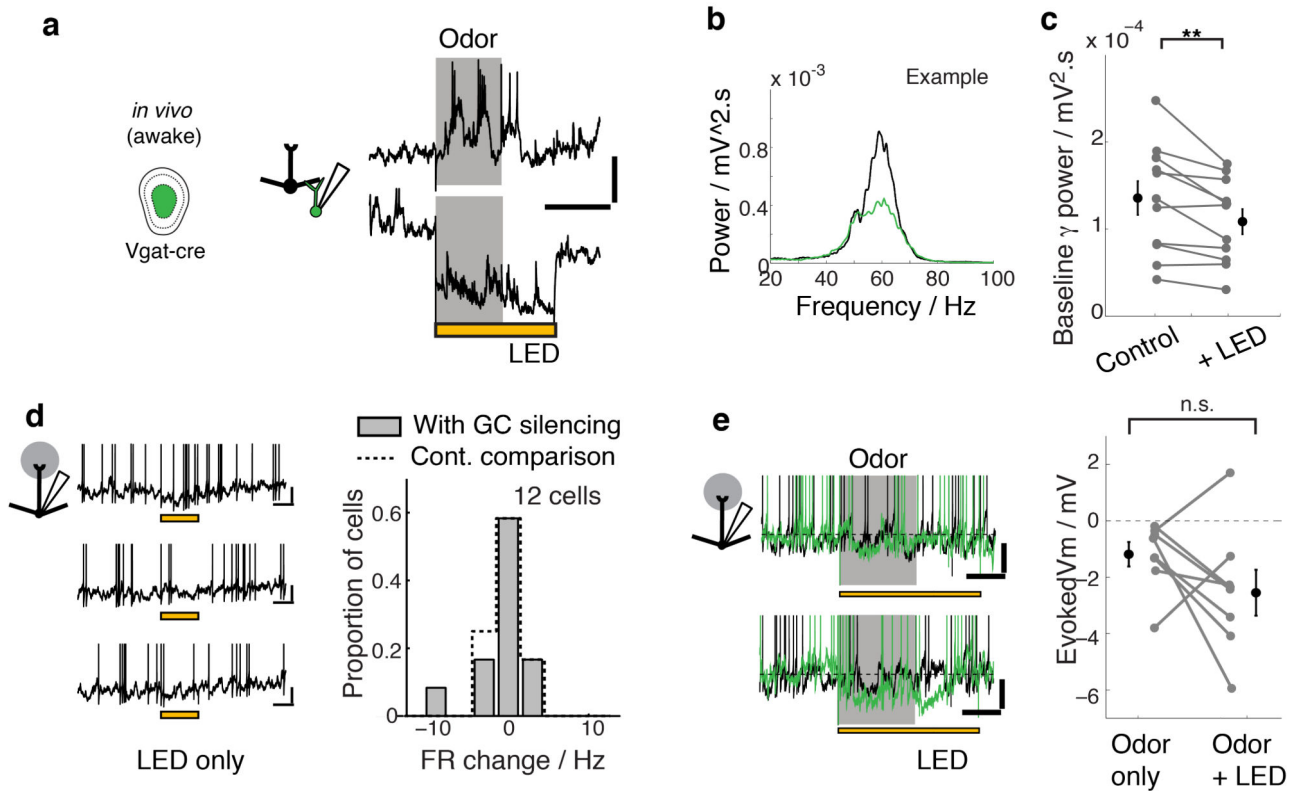 a
Odor
in vivo
(awake)
Vgat-cre
LED
b
x 10⁻³
Example
Power / mV^2.s
0.8
0.4
0
20 40 60 80 100
Frequency / Hz
c
x 10⁻⁴
**
Baseline γ power / mV².s
2
1
0
Control
+ LED
d
LED only
With GC silencing
Cont. comparison
12 cells
Proportion of cells
0.6
0.4
0.2
0
−10 0 10
FR change / Hz
e
Odor
LED
n.s.
EvokedVm / mV
2
0
−2
−4
−6
Odor
only
Odor
+ LED